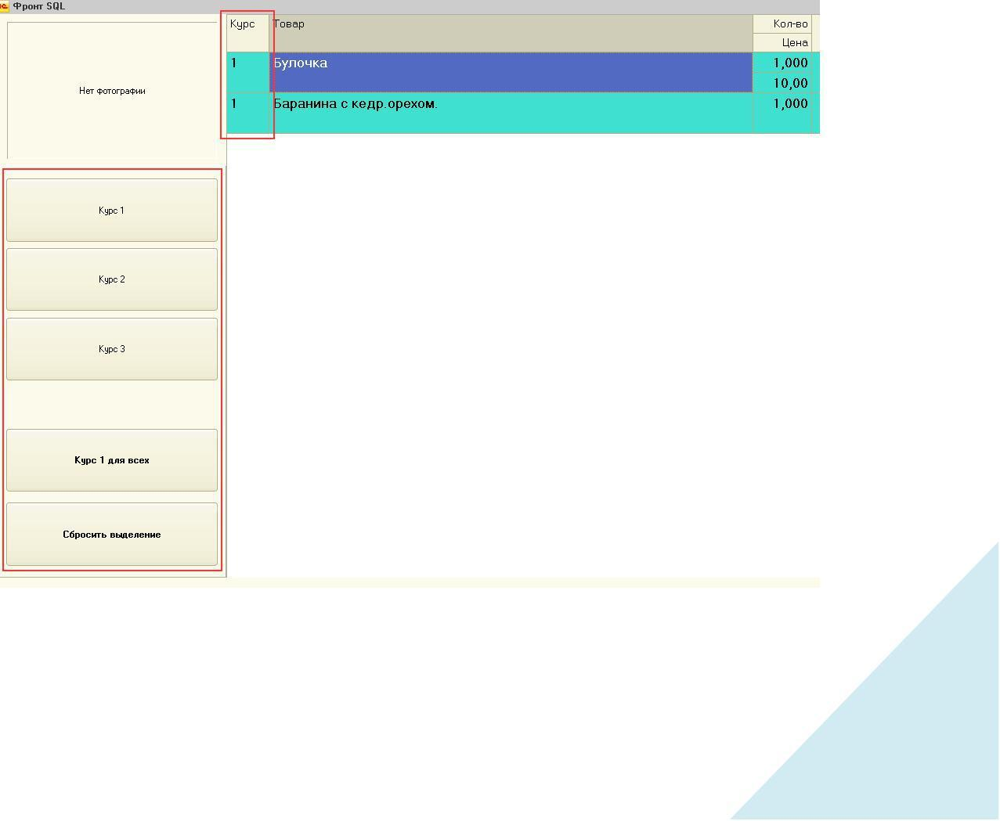 Фронт SQL
Нет фотографии
Курс Товар Кол-во
Цена
1 Булочка 1,000
10,00
1 Баранина с кедр.орехом. 1,000
Курс 1
Курс 2
Курс 3
Курс 1 для всех
Сбросить выделение